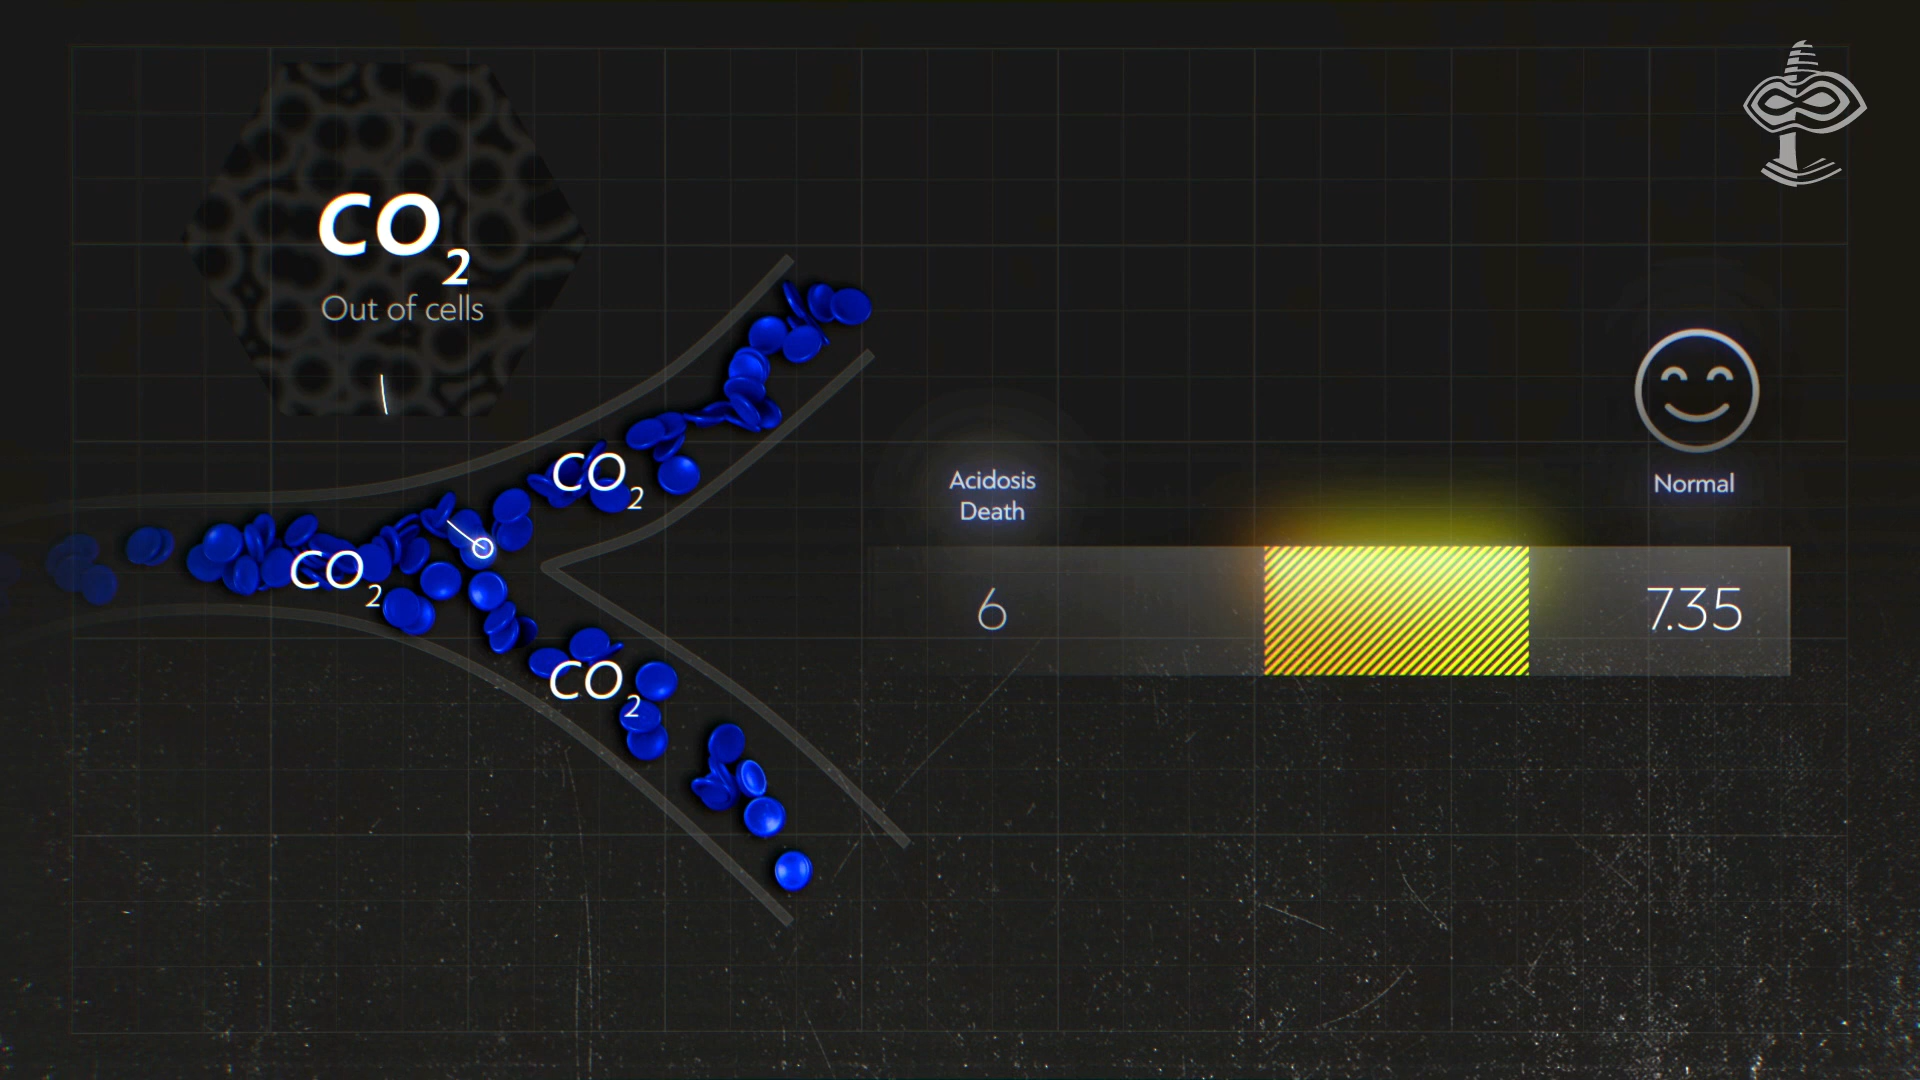 CO2
Out of cells
CO2
CO2
CO2
Acidosis
Death
Normal
6
7.35